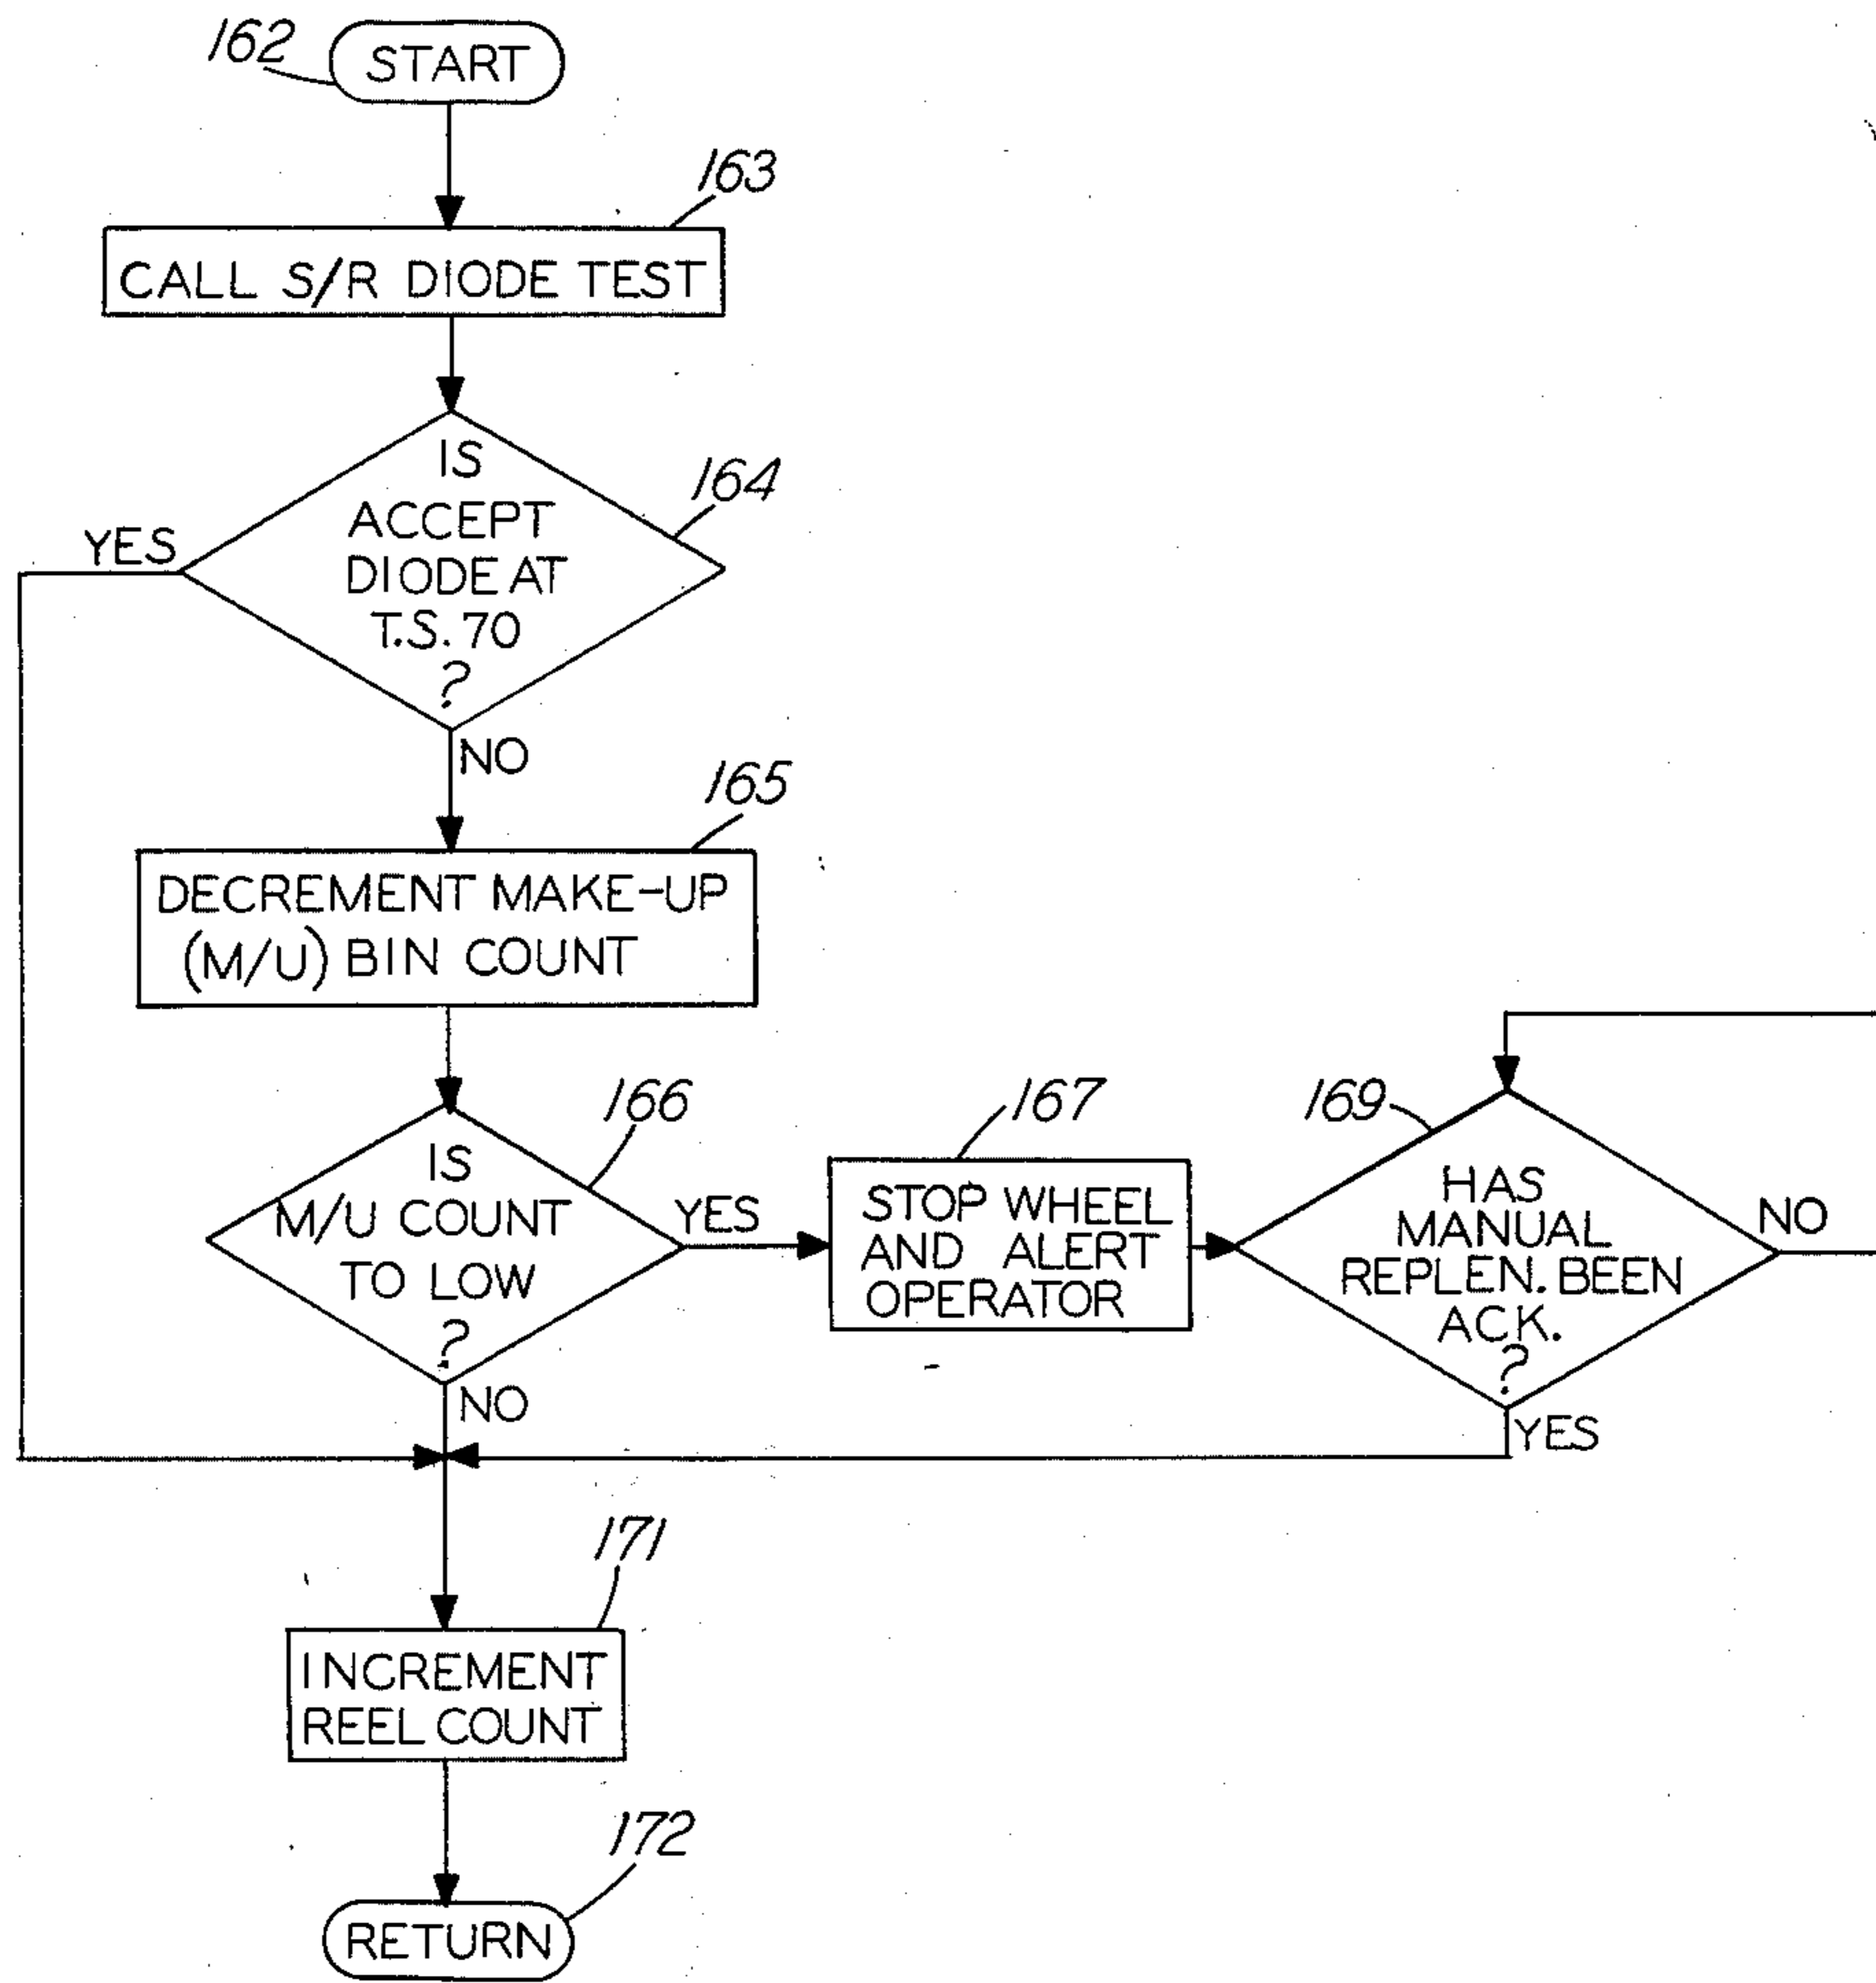 162
START
163
CALL S/R DIODE TEST
164
IS
ACCEPT
DIODE AT
T.S. 70
?
YES
NO
165
DECREMENT MAKE-UP
(M/U) BIN COUNT
166
IS
M/U COUNT
TO LOW
?
YES
NO
167
STOP WHEEL
AND ALERT
OPERATOR
169
HAS
MANUAL
REPLEN. BEEN
ACK.
?
NO
YES
171
INCREMENT
REEL COUNT
172
RETURN